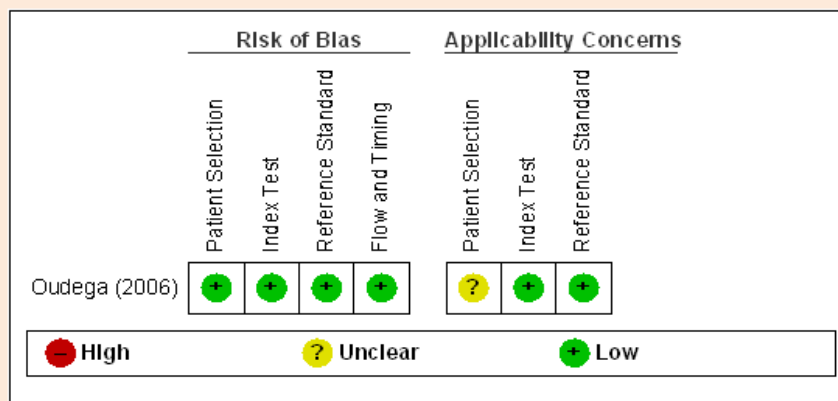 Risk of Bias
Applicability Concerns
Patient Selection
Index Test
Reference Standard
Flow and Timing
Patient Selection
Index Test
Reference Standard
Oudega (2006)
+ + + + ? + +
– High
? Unclear
+ Low